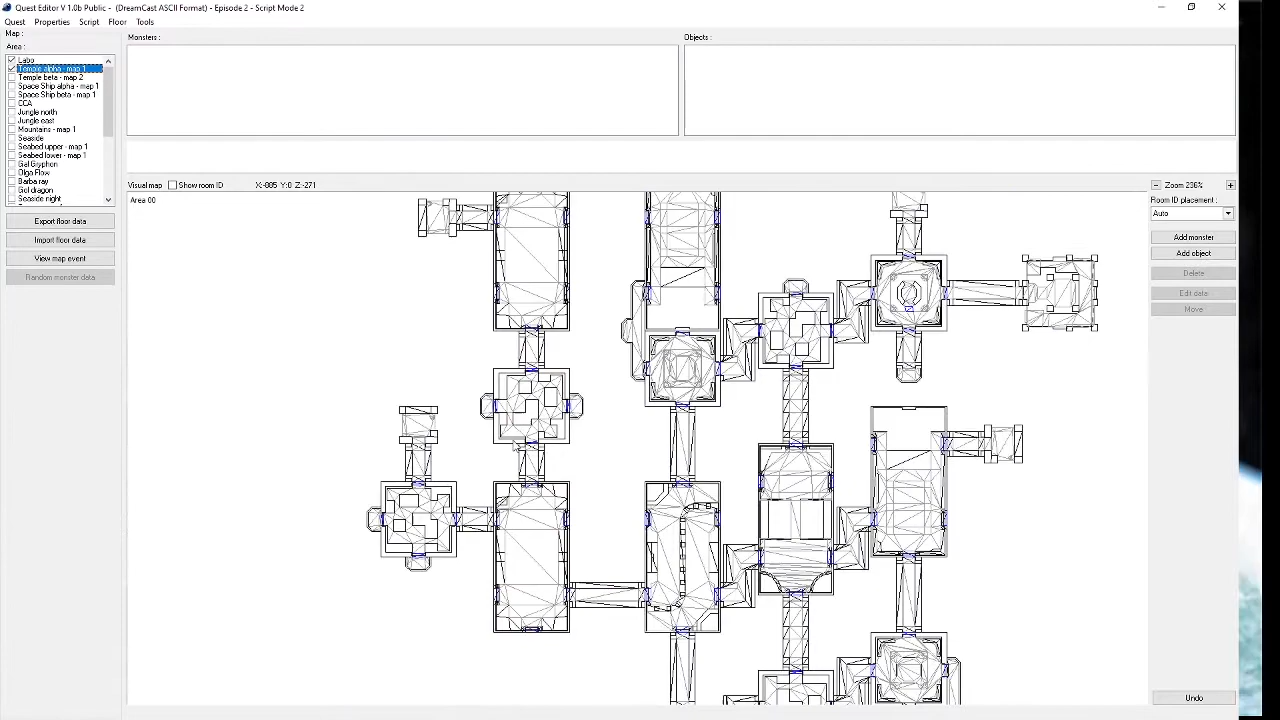 Quest Editor V 1.0b Public - (DreamCast ASCII Format) - Episode 2 - Script Mode 2
Quest Properties Script Floor Tools
Map :
Area :
Labo
Temple alpha - map 1
Temple beta - map 2
Space Ship alpha - map 1
Space Ship beta - map 1
CCA
Jungle north
Jungle east
Mountains - map 1
Seaside
Seabed upper - map 1
Seabed lower - map 1
Gal Gryphon
Olga Flow
Barba ray
Gol dragon
Seaside night
Export floor data
Import floor data
View map event
Random monster data
Monsters :
Objects :
Visual map
Show room ID
X:-885 Y:0 Z:-271
Area 00
- Zoom 236% +
Floor ID placement :
Auto
Add monster
Add object
Delete
Edit data
Move
Undo